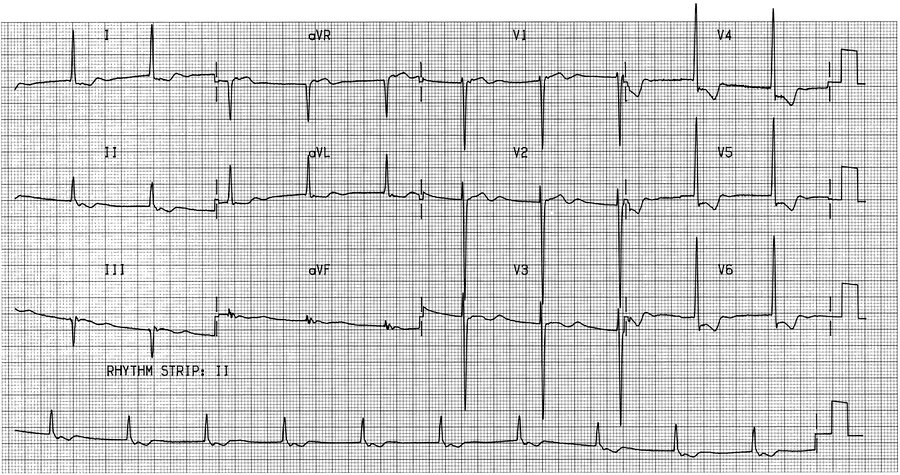 I aVR V1 V4
II aVL V2 V5
III aVF V3 V6
RHYTHM STRIP: II